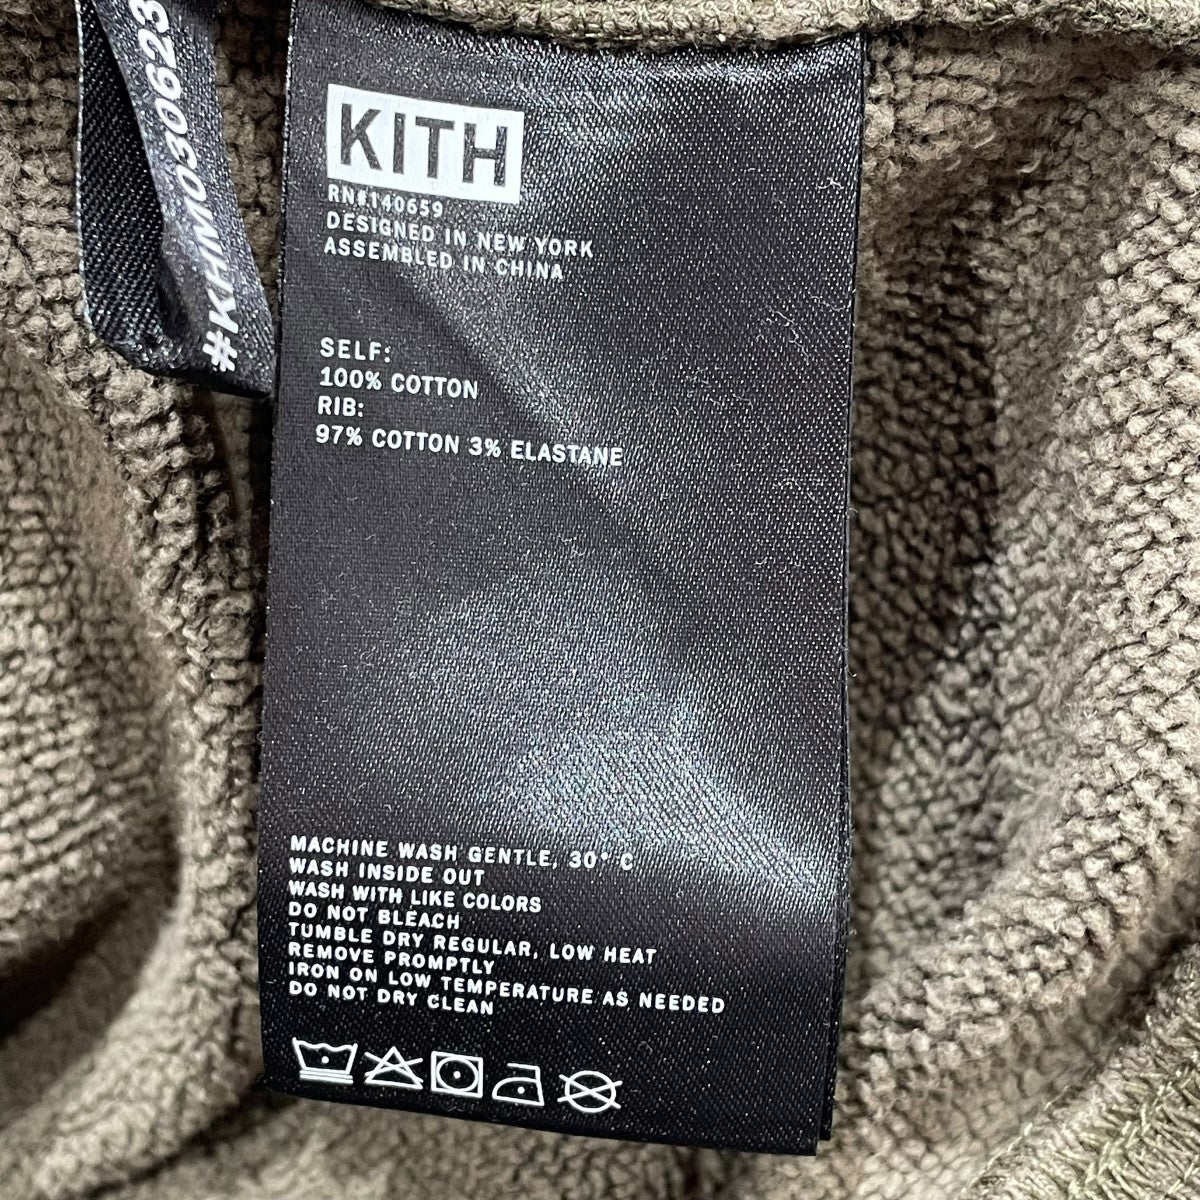 #KHM030623
KITH
RN#140659
DESIGNED IN NEW YORK
ASSEMBLED IN CHINA
SELF:
100% COTTON
RIB:
97% COTTON 3% ELASTANE
MACHINE WASH GENTLE, 30° C
WASH INSIDE OUT
WASH WITH LIKE COLORS
DO NOT BLEACH
TUMBLE DRY REGULAR, LOW HEAT
REMOVE PROMPTLY
IRON ON LOW TEMPERATURE AS NEEDED
DO NOT DRY CLEAN